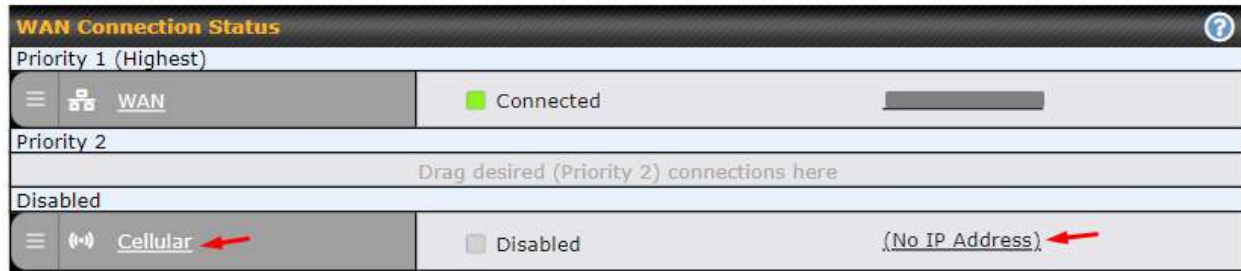 WAN Connection Status ?
Priority 1 (Highest)
WAN Connected
Priority 2
Drag desired (Priority 2) connections here
Disabled
Cellular Disabled (No IP Address)